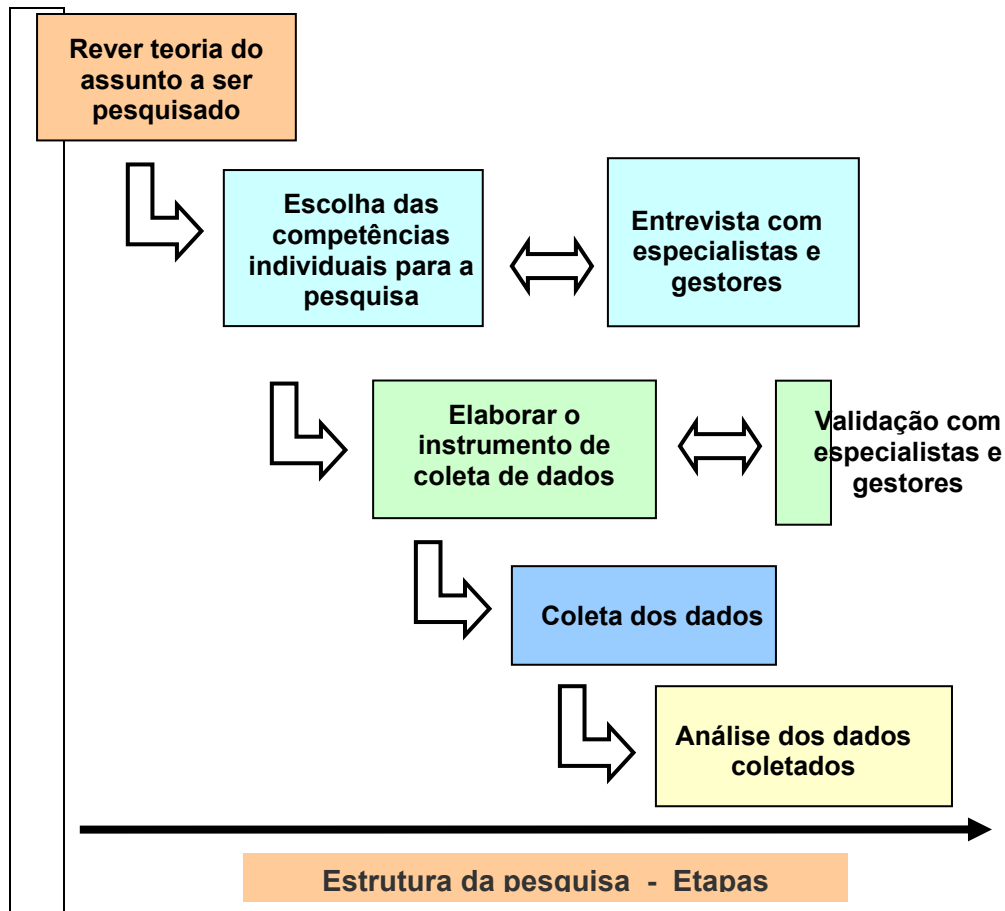 Rever teoria do
assunto a ser
pesquisado
Escolha das
competências
individuais para a
pesquisa
Entrevista com
especialistas e
gestores
Elaborar o
instrumento de
coleta de dados
Validação com
especialistas e
gestores
Coleta dos dados
Análise dos dados
coletados
Estrutura da pesquisa - Etapas